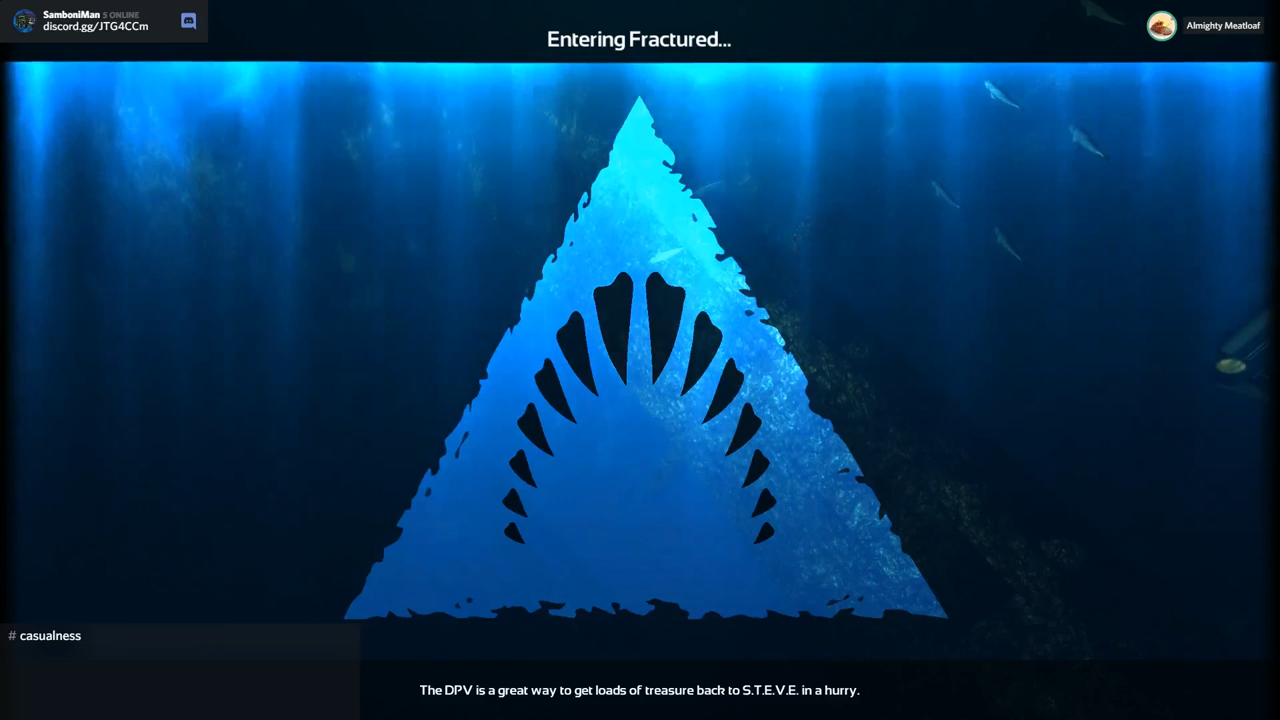 SamboniMan 5 ONLINE
discord.gg/JTG4CCm
Entering Fractured...
Almighty Meatloaf
# casualness
The DPV is a great way to get loads of treasure back to S.T.E.V.E. in a hurry.